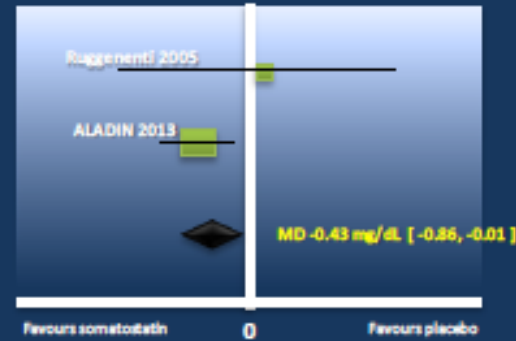 Ruggenenti 2005
ALADIN 2013
MD -0.43 mg/dL [ -0.86, -0.01 ]
Favours somatostatin
0
Favours placebo